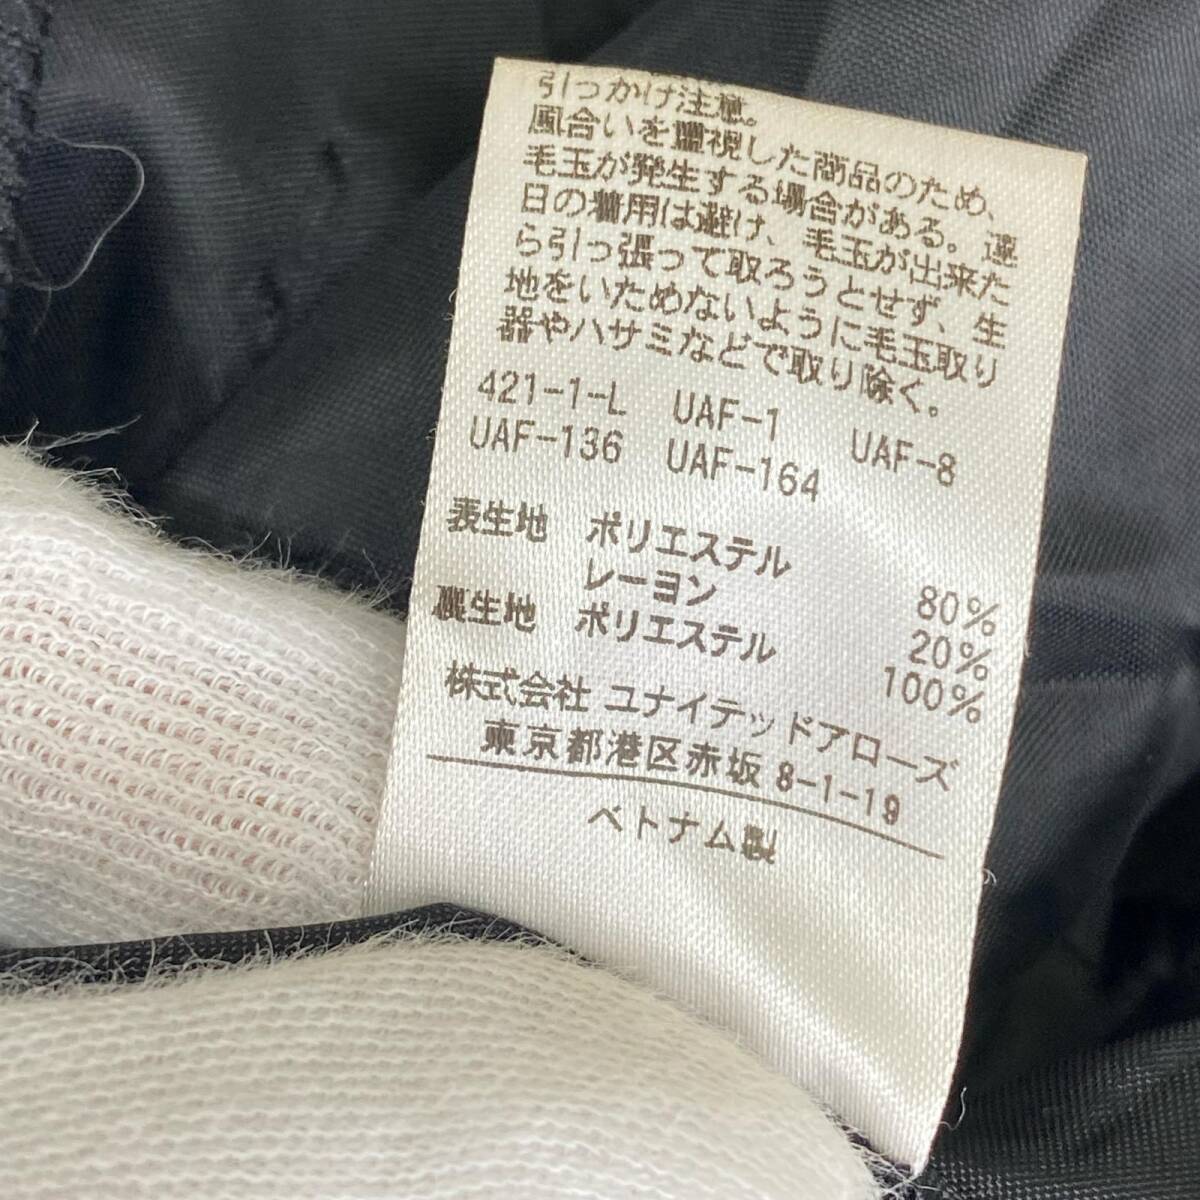 引っかけ注意。
風合いを重視した商品のため、
毛玉が発生する場合がある。連
日の着用は避け、毛玉が出来た
ら引っ張って取ろうとせず、生
地をいためないように毛玉取り
器やハサミなどで取り除く。
421-1-L UAF-1 UAF-8
UAF-136 UAF-164
表生地 ポリエステル 80%
レーヨン 20%
裏生地 ポリエステル 100%
株式会社 ユナイテッドアローズ
東京都港区赤坂 8-1-19
ベトナム製